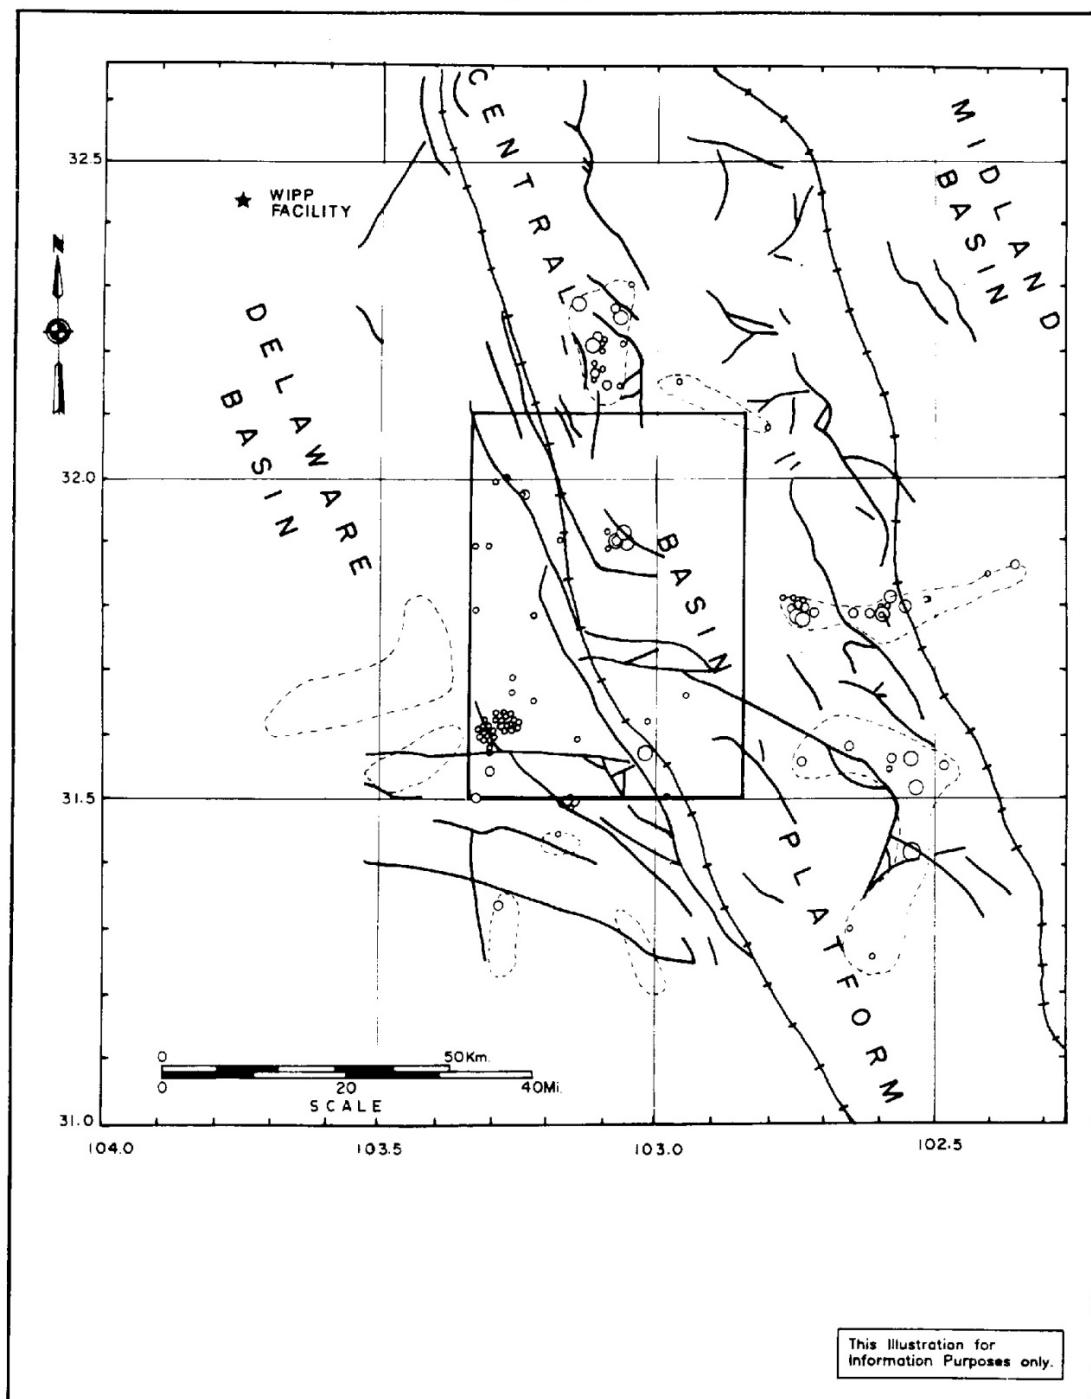 32.5
32.0
31.5
31.0
104.0
103.5
103.0
102.5
N
WIPP
FACILITY
DELAWARE
BASIN
CENTRAL
BASIN
PLATFORM
MIDLAND
BASIN
0 50Km.
0 20 40Mi.
SCALE
This Illustration for
Information Purposes only.